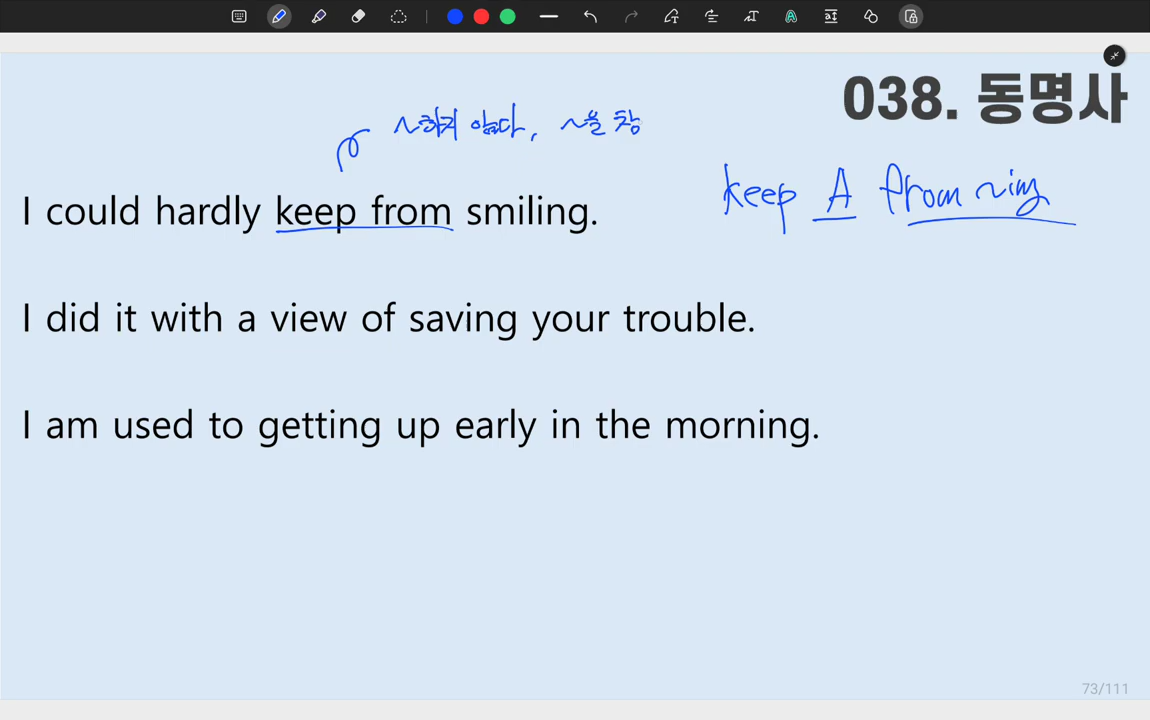 038. 동명사
~하지 않다, ~을 참
keep A from ~ing
I could hardly keep from smiling.
I did it with a view of saving your trouble.
I am used to getting up early in the morning.
73/111